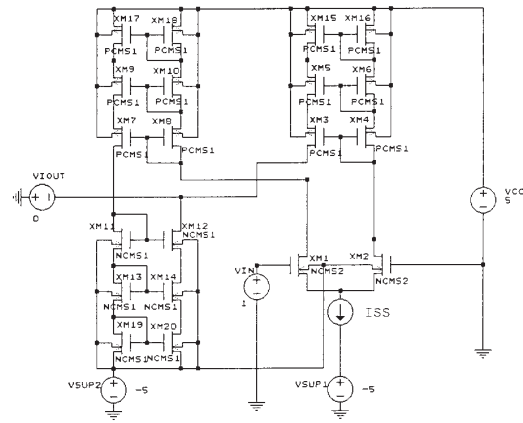 XM17 XM18 XM15 XM16
PCMS1 PCMS1 PCMS1 PCMS1
XM9 XM10 XM5 XM6
PCMS1 PCMS1 PCMS1 PCMS1
XM7 XM8 XM3 XM4
PCMS1 PCMS1 PCMS1 PCMS1
VIOUT
0
VCC
5
XM11 XM12
NCMS1 NCMS1
XM13 XM14
NCMS1 NCMS1
XM19 XM20
NCMS1 NCMS1
XM1 XM2
NCMS2 NCMS2
VIN
1
ISS
VSUP2 -5
VSUP1 -5